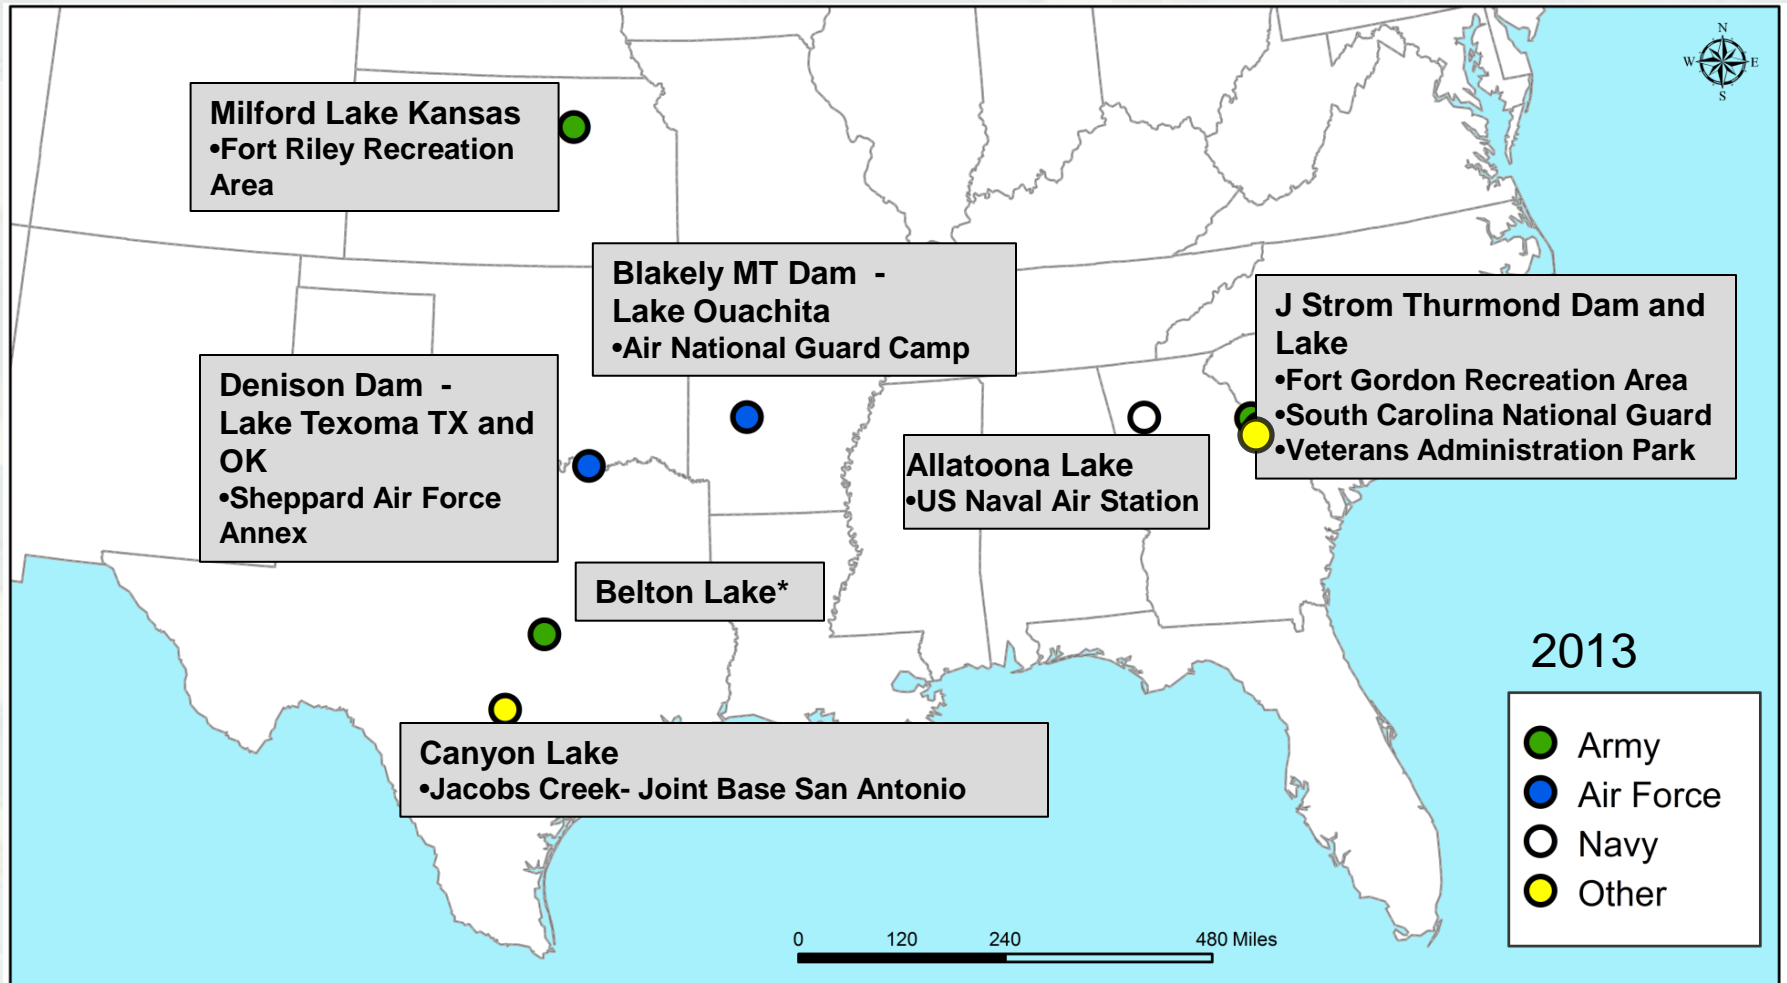 N
W E
S
Milford Lake Kansas
•Fort Riley Recreation
Area
Blakely MT Dam -
Lake Ouachita
•Air National Guard Camp
J Strom Thurmond Dam and
Lake
•Fort Gordon Recreation Area
•South Carolina National Guard
•Veterans Administration Park
Denison Dam -
Lake Texoma TX and
OK
•Sheppard Air Force
Annex
Allatoona Lake
•US Naval Air Station
Belton Lake*
Canyon Lake
•Jacobs Creek- Joint Base San Antonio
2013
Army
Air Force
Navy
Other
0 120 240 480 Miles